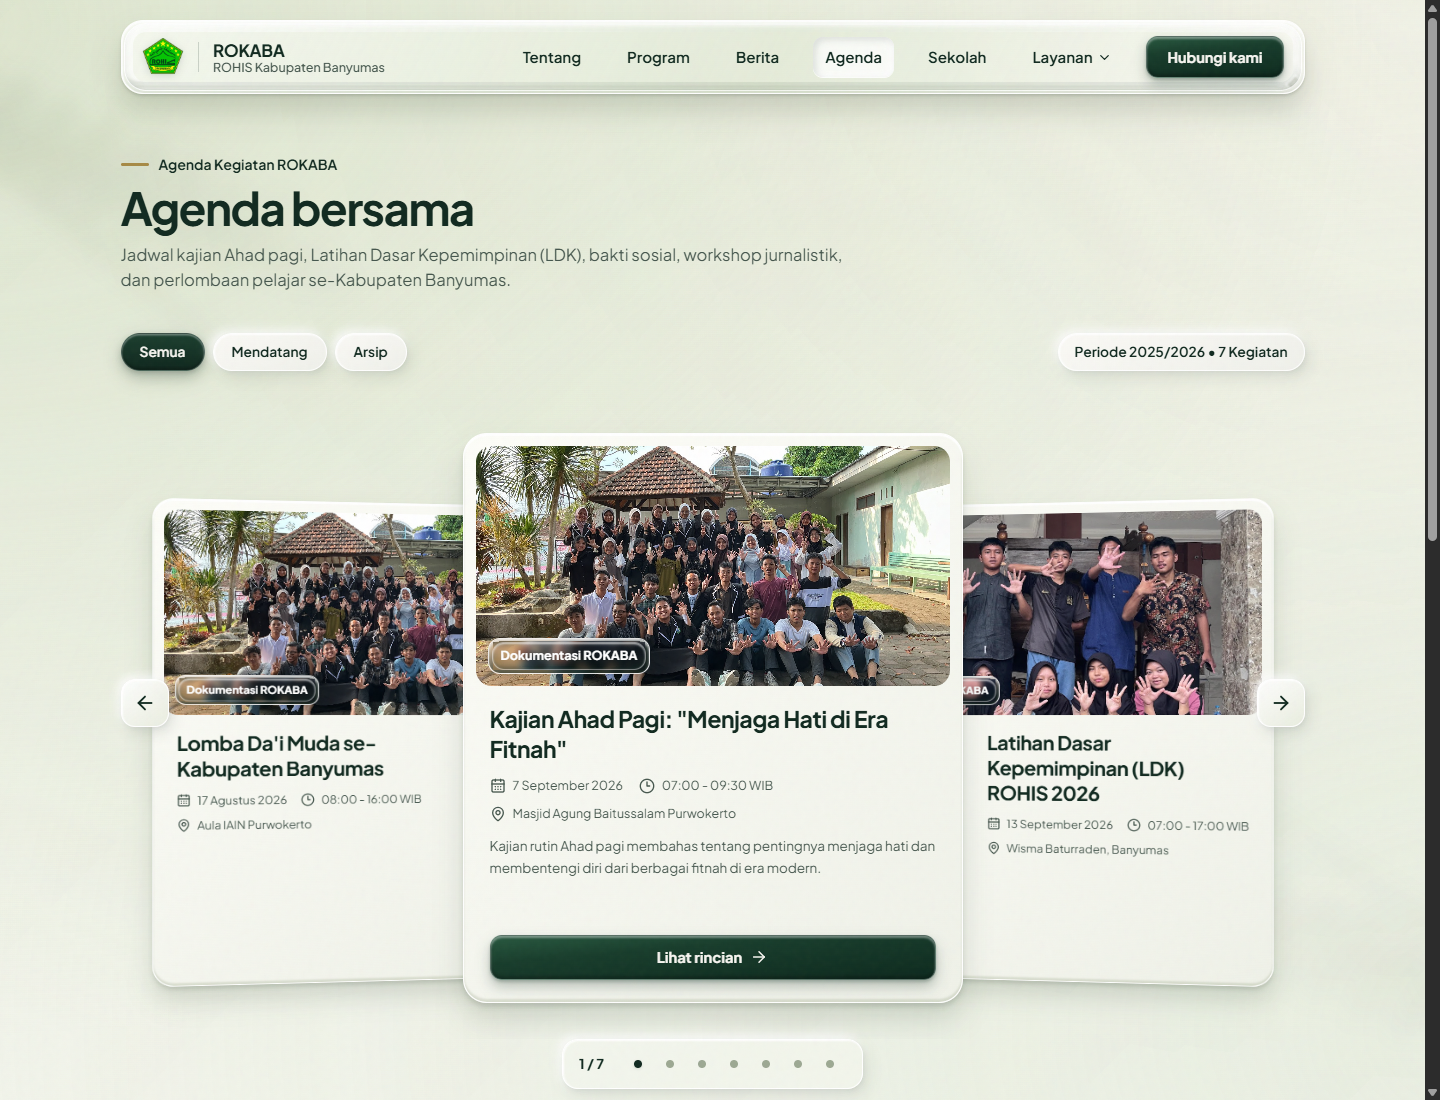 ROKABA
ROHIS Kabupaten Banyumas
Tentang
Program
Berita
Agenda
Sekolah
Layanan
Hubungi kami
Agenda Kegiatan ROKABA
Agenda bersama
Jadwal kajian Ahad pagi, Latihan Dasar Kepemimpinan (LDK), bakti sosial, workshop jurnalistik,
dan perlombaan pelajar se-Kabupaten Banyumas.
Semua
Mendatang
Arsip
Periode 2025/2026 • 7 Kegiatan
Dokumentasi ROKABA
Lomba Da'i Muda se-
Kabupaten Banyumas
17 Agustus 2026
08:00 - 16:00 WIB
Aula IAIN Purwokerto
Dokumentasi ROKABA
Kajian Ahad Pagi: "Menjaga Hati di Era
Fitnah"
7 September 2026
07:00 - 09:30 WIB
Masjid Agung Baitussalam Purwokerto
Kajian rutin Ahad pagi membahas tentang pentingnya menjaga hati dan
membentengi diri dari berbagai fitnah di era modern.
Lihat rincian
KABA
Latihan Dasar
Kepemimpinan (LDK)
ROHIS 2026
13 September 2026
07:00 - 17:00 WIB
Wisma Baturraden, Banyumas
1 / 7